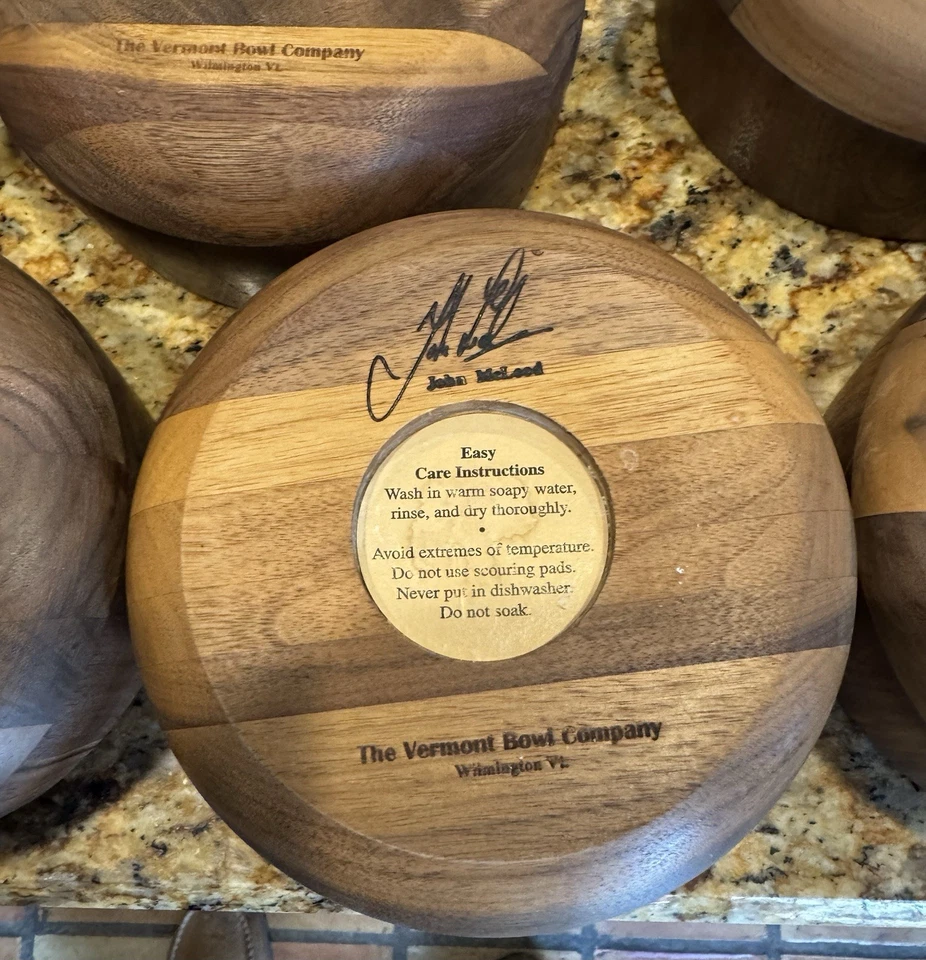 The Vermont Bowl Company
Wilmington VT.
John McLeod
John McLeod
Easy
Care Instructions
Wash in warm soapy water,
rinse, and dry thoroughly.
•
Avoid extremes of temperature.
Do not use scouring pads.
Never put in dishwasher.
Do not soak.
The Vermont Bowl Company
Wilmington VT.